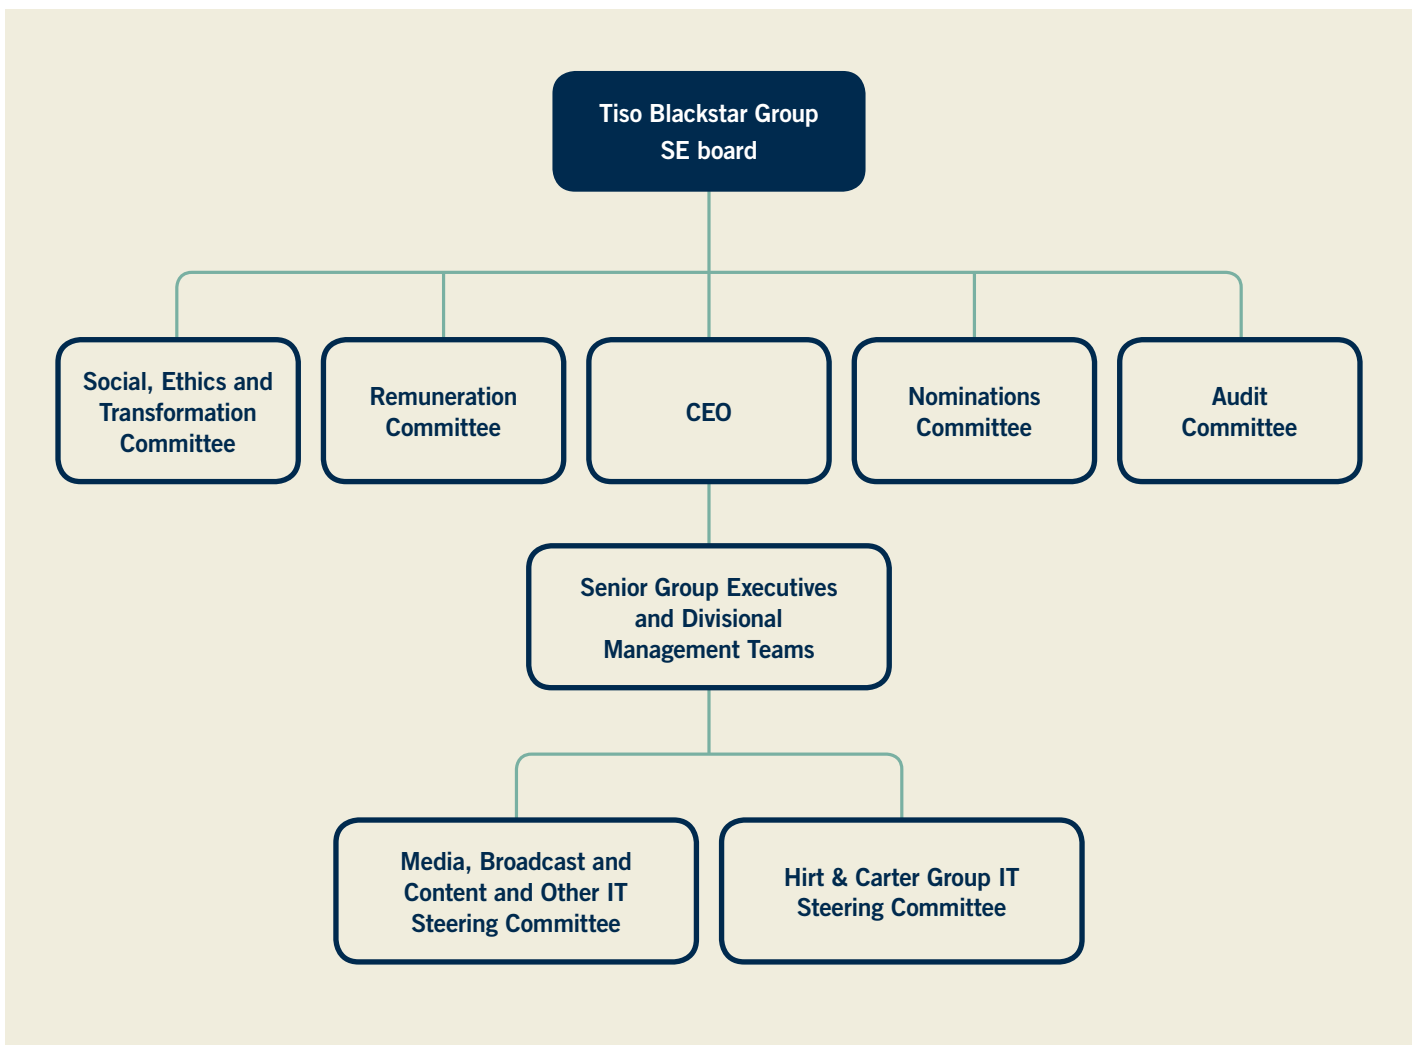 Tiso Blackstar Group
SE board
Social, Ethics and
Transformation
Committee
Remuneration
Committee
CEO
Nominations
Committee
Audit
Committee
Senior Group Executives
and Divisional
Management Teams
Media, Broadcast and
Content and Other IT
Steering Committee
Hirt & Carter Group IT
Steering Committee